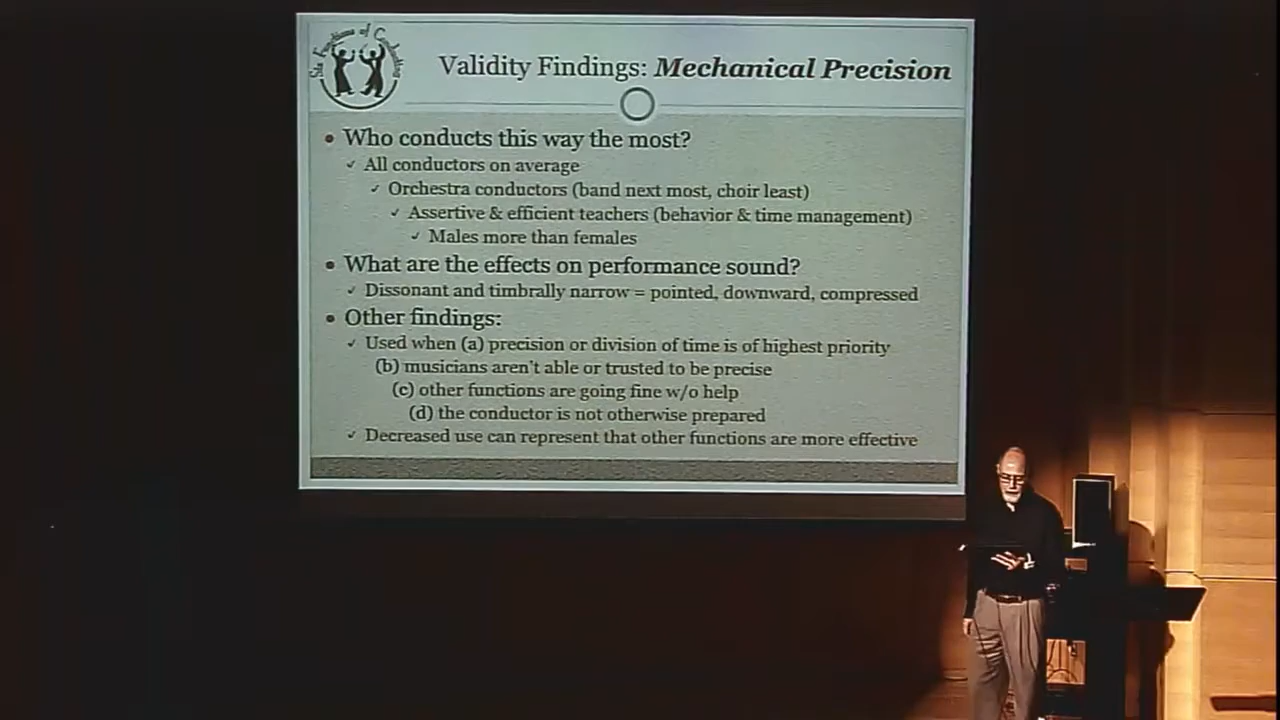 Six Functions of Conducting
Validity Findings: Mechanical Precision
Who conducts this way the most?
All conductors on average
Orchestra conductors (band next most, choir least)
Assertive & efficient teachers (behavior & time management)
Males more than females
What are the effects on performance sound?
Dissonant and timbrally narrow = pointed, downward, compressed
Other findings:
Used when (a) precision or division of time is of highest priority
(b) musicians aren't able or trusted to be precise
(c) other functions are going fine w/o help
(d) the conductor is not otherwise prepared
Decreased use can represent that other functions are more effective